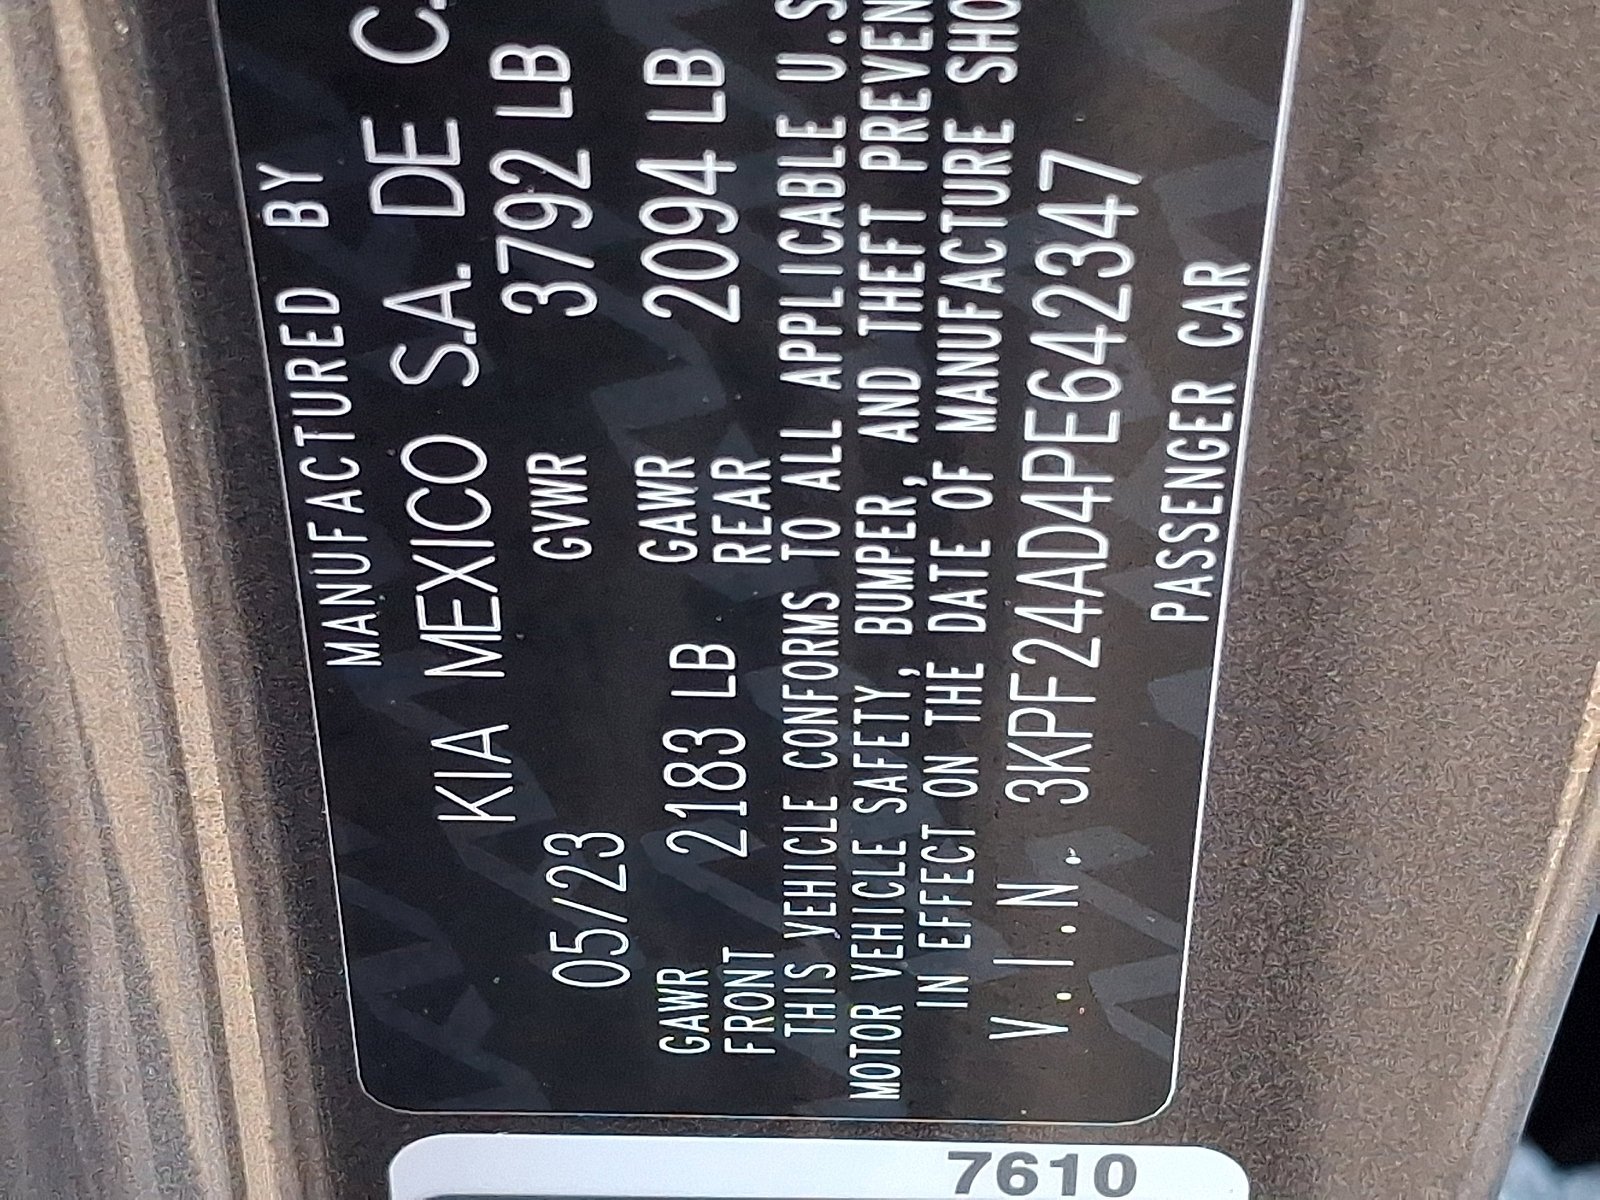 MANUFACTURED BY
KIA MEXICO S.A. DE C.
05/23 GVWR 3792 LB
GAWR FRONT 2183 LB GAWR REAR 2094 LB
THIS VEHICLE CONFORMS TO ALL APPLICABLE U.S
MOTOR VEHICLE SAFETY, BUMPER, AND THEFT PREVEN
IN EFFECT ON THE DATE OF MANUFACTURE SHO
V.I.N. 3KPF24AD4PE642347
PASSENGER CAR
7610